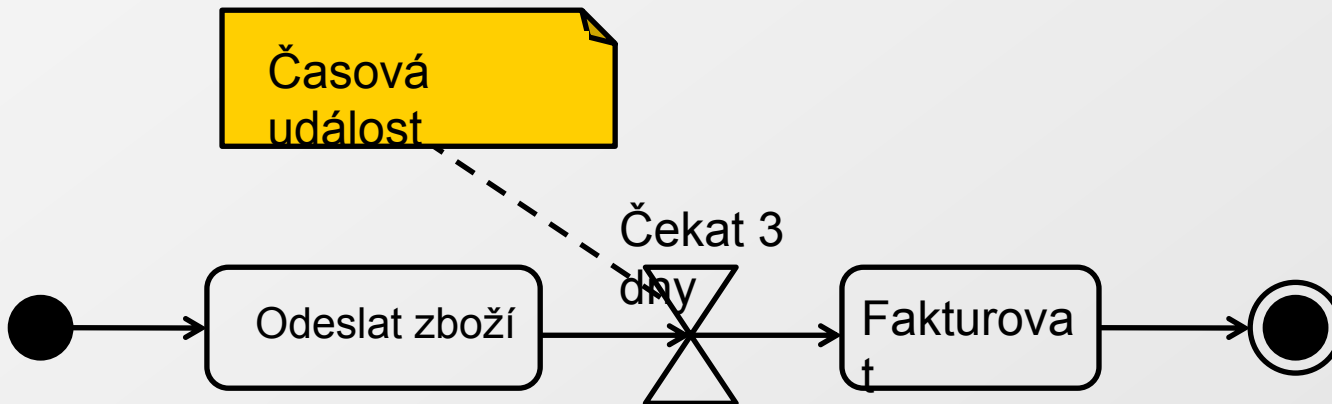 Časová
událost
Čekat 3
dny
Odeslat zboží
Fakturova
t